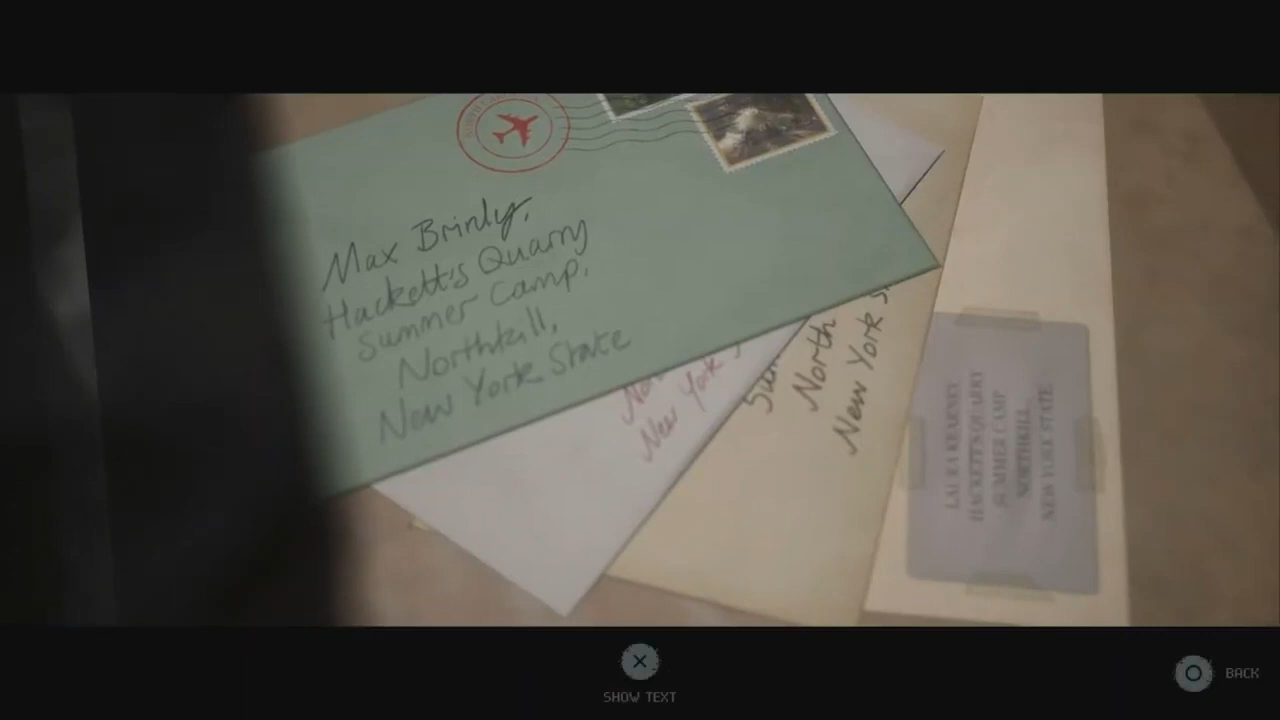 Max Brinly,
Hackett's Quarry
Summer Camp,
Northkill,
New York State
New York
North
New York
LAURA KEARNEY
HACKETT'S QUARRY
SUMMER CAMP
NORTHKILL
NEW YORK STATE
SHOW TEXT
BACK